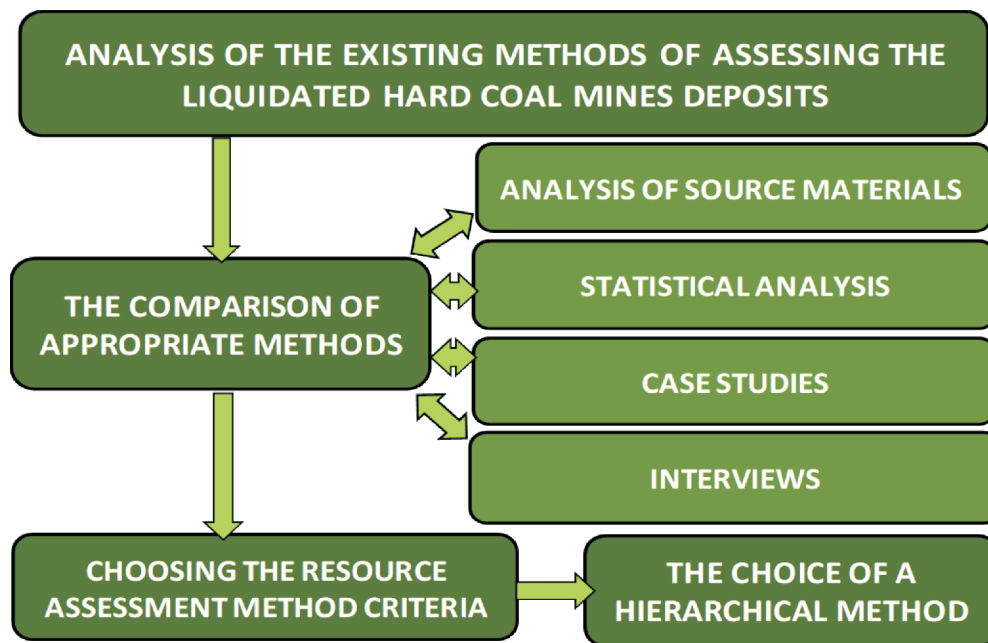 ANALYSIS OF THE EXISTING METHODS OF ASSESSING THE
LIQUIDATED HARD COAL MINES DEPOSITS
ANALYSIS OF SOURCE MATERIALS
THE COMPARISON OF
APPROPRIATE METHODS
STATISTICAL ANALYSIS
CASE STUDIES
INTERVIEWS
CHOOSING THE RESOURCE
ASSESSMENT METHOD CRITERIA
THE CHOICE OF A
HIERARCHICAL METHOD